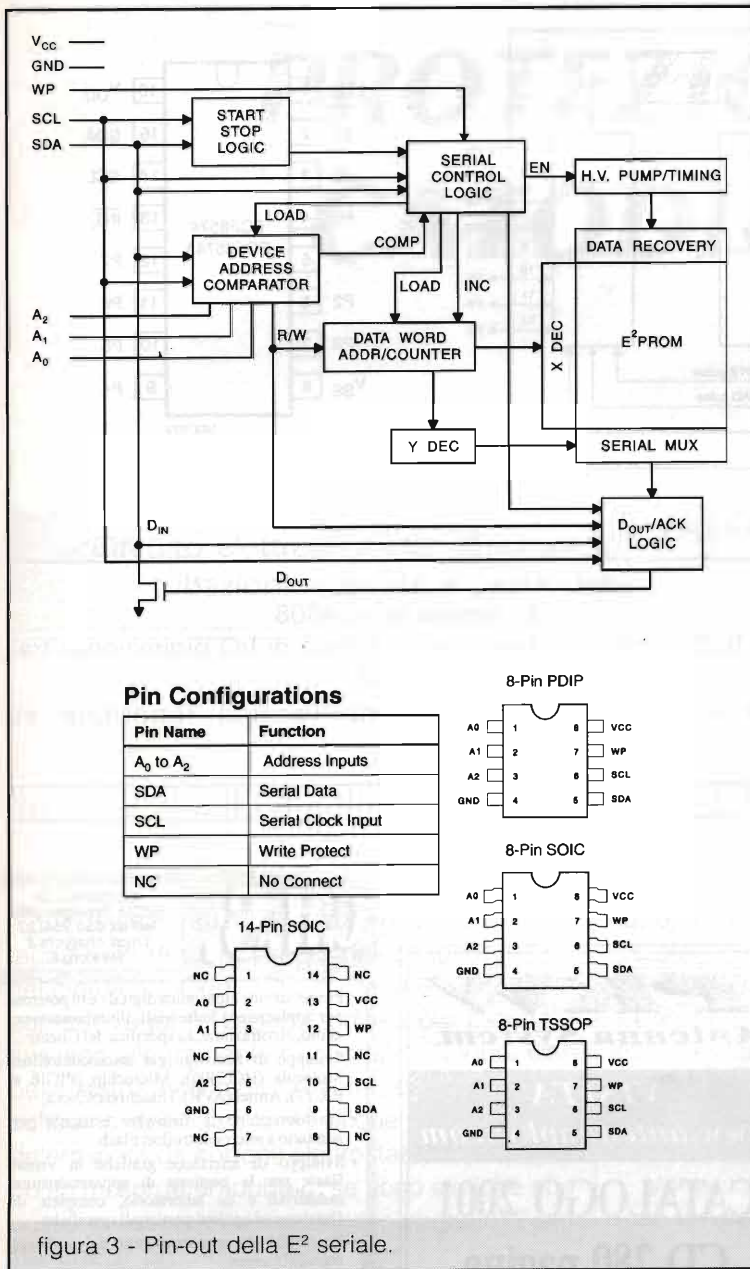 V_CC
GND
WP
SCL
SDA
START
STOP
LOGIC
SERIAL
CONTROL
LOGIC
EN
H.V. PUMP/TIMING
LOAD
COMP
DATA RECOVERY
DEVICE
ADDRESS
COMPARATOR
LOAD
INC
A₂
A₁
A₀
R/W
DATA WORD
ADDR/COUNTER
X DEC
E²PROM
Y DEC
SERIAL MUX
D_IN
D_OUT/ACK
LOGIC
D_OUT
Pin Configurations
Pin Name Function
A₀ to A₂ Address Inputs
SDA Serial Data
SCL Serial Clock Input
WP Write Protect
NC No Connect
8-Pin PDIP
A0 1 8 VCC
A1 2 7 WP
A2 3 6 SCL
GND 4 5 SDA
8-Pin SOIC
A0 1 8 VCC
A1 2 7 WP
A2 3 6 SCL
GND 4 5 SDA
14-Pin SOIC
NC 1 14 NC
A0 2 13 VCC
A1 3 12 WP
NC 4 11 NC
A2 5 10 SCL
GND 6 9 SDA
NC 7 8 NC
8-Pin TSSOP
A0 1 8 VCC
A1 2 7 WP
A2 3 6 SCL
GND 4 5 SDA
figura 3 - Pin-out della E² seriale.